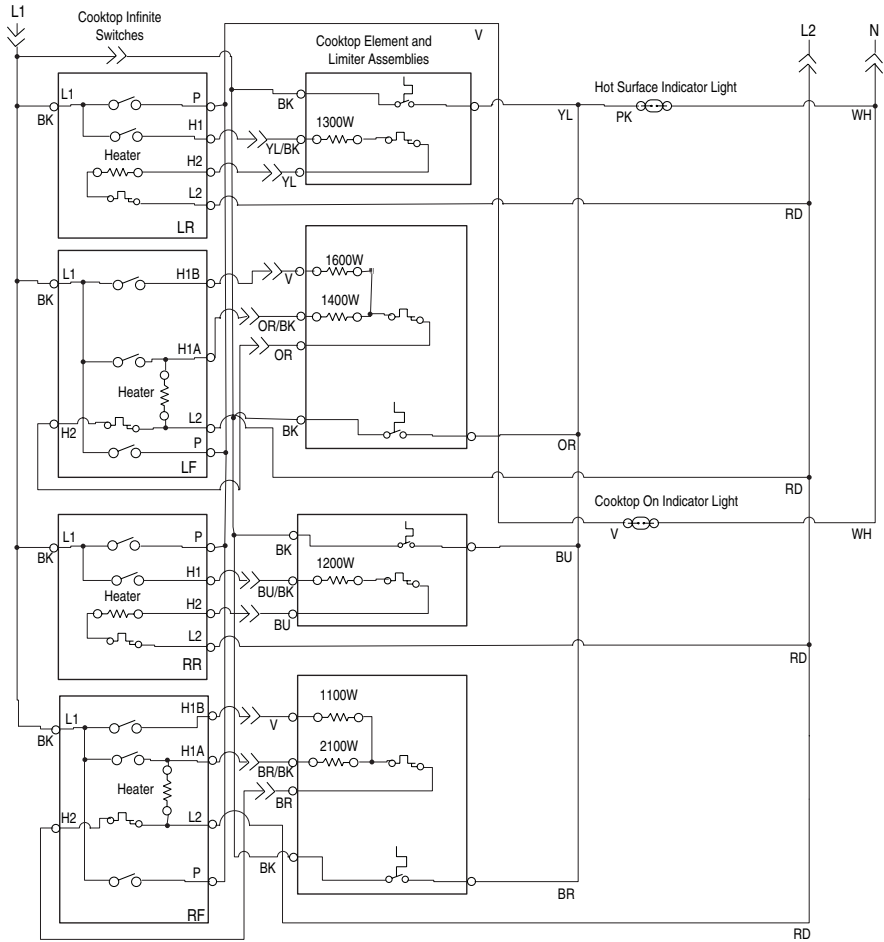 L1
Cooktop Infinite
Switches
Cooktop Element and
Limiter Assemblies
V
L2
N
Hot Surface Indicator Light
L1
P
BK
BK
YL
PK
WH
H1
1300W
YL/BK
Heater
H2
YL
L2
RD
LR
L1
H1B
1600W
BK
V
1400W
OR/BK
H1A
OR
Heater
L2
H2
BK
P
OR
LF
RD
Cooktop On Indicator Light
V
WH
L1
P
BK
BK
BU
H1
1200W
BU/BK
Heater
H2
BU
L2
RD
RR
L1
H1B
1100W
BK
V
H1A
2100W
BR/BK
Heater
BR
H2
L2
BK
P
BR
RF
RD